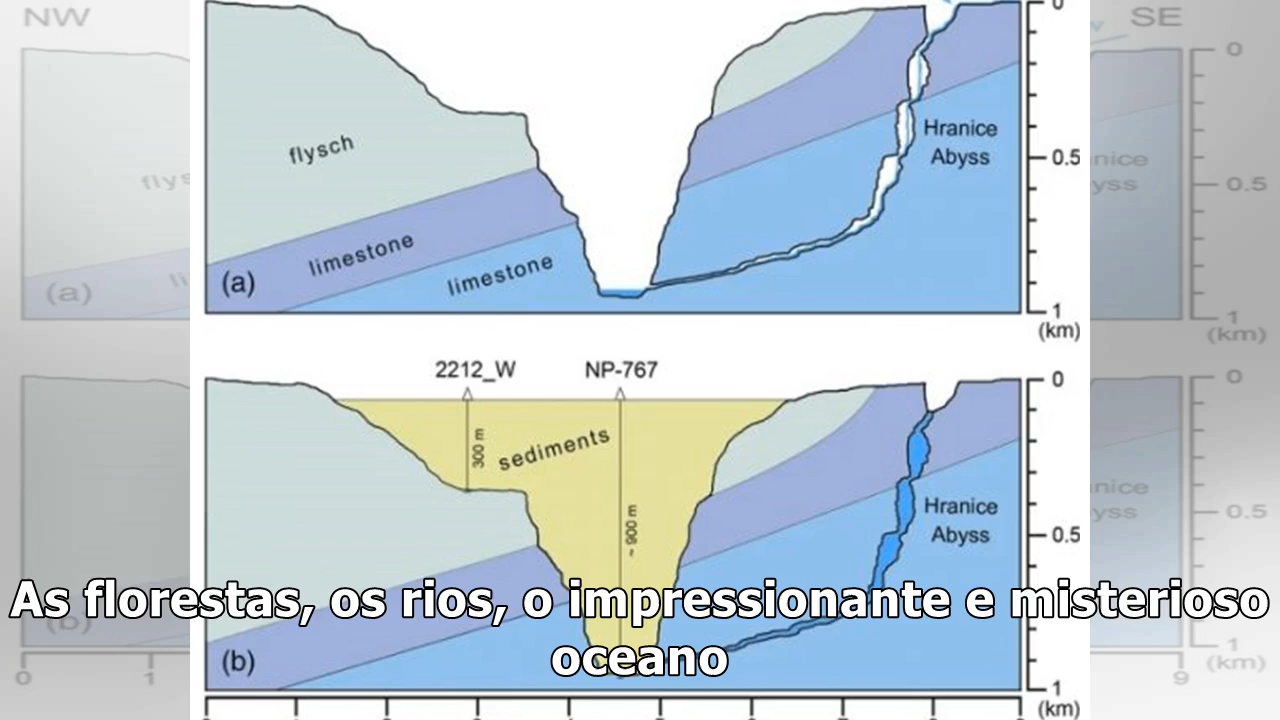 NW
SE
0
flysch
Hranice
Abyss
0.5
limestone
limestone
(a)
1
(km)
2212_W
NP-767
0
300 m
sediments
~ 900 m
Hranice
Abyss
0.5
As florestas, os rios, o impressionante e misterioso
oceano
(b)
1
(km)